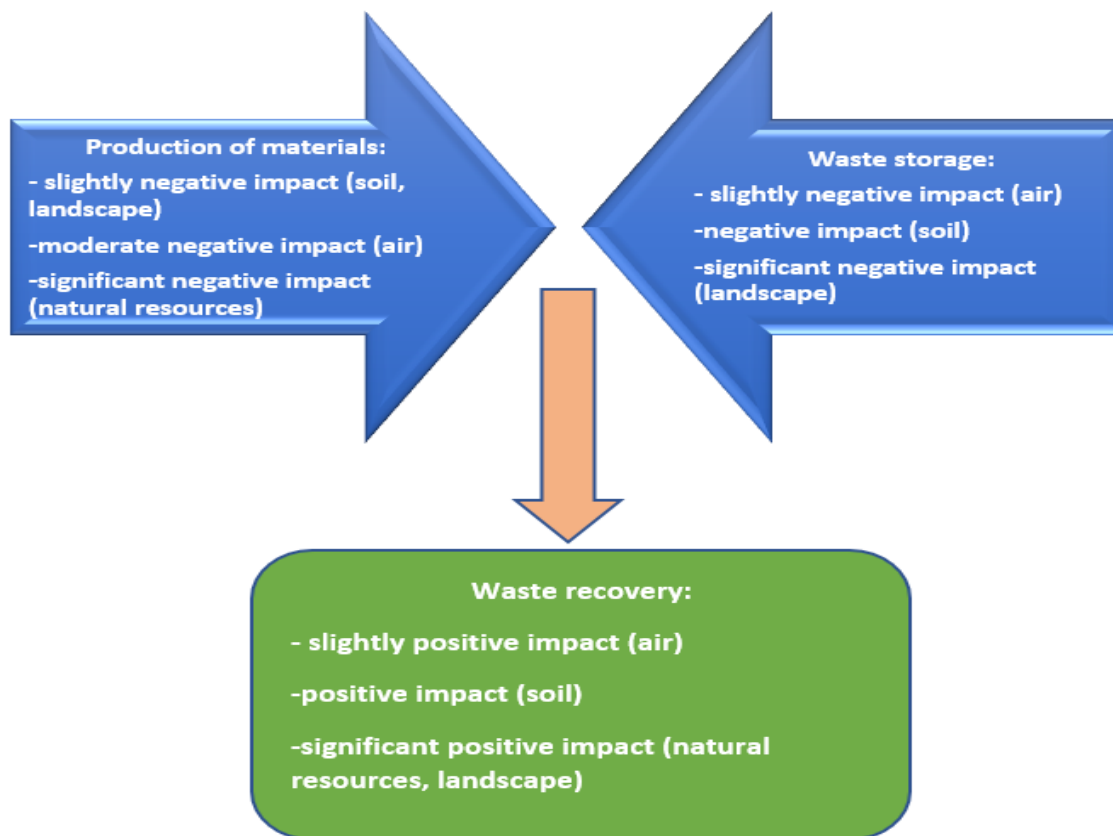 Production of materials:
- slightly negative impact (soil,
landscape)
-moderate negative impact (air)
-significant negative impact
(natural resources)
Waste storage:
- slightly negative impact (air)
-negative impact (soil)
-significant negative impact
(landscape)
Waste recovery:
- slightly positive impact (air)
-positive impact (soil)
-significant positive impact (natural
resources, landscape)